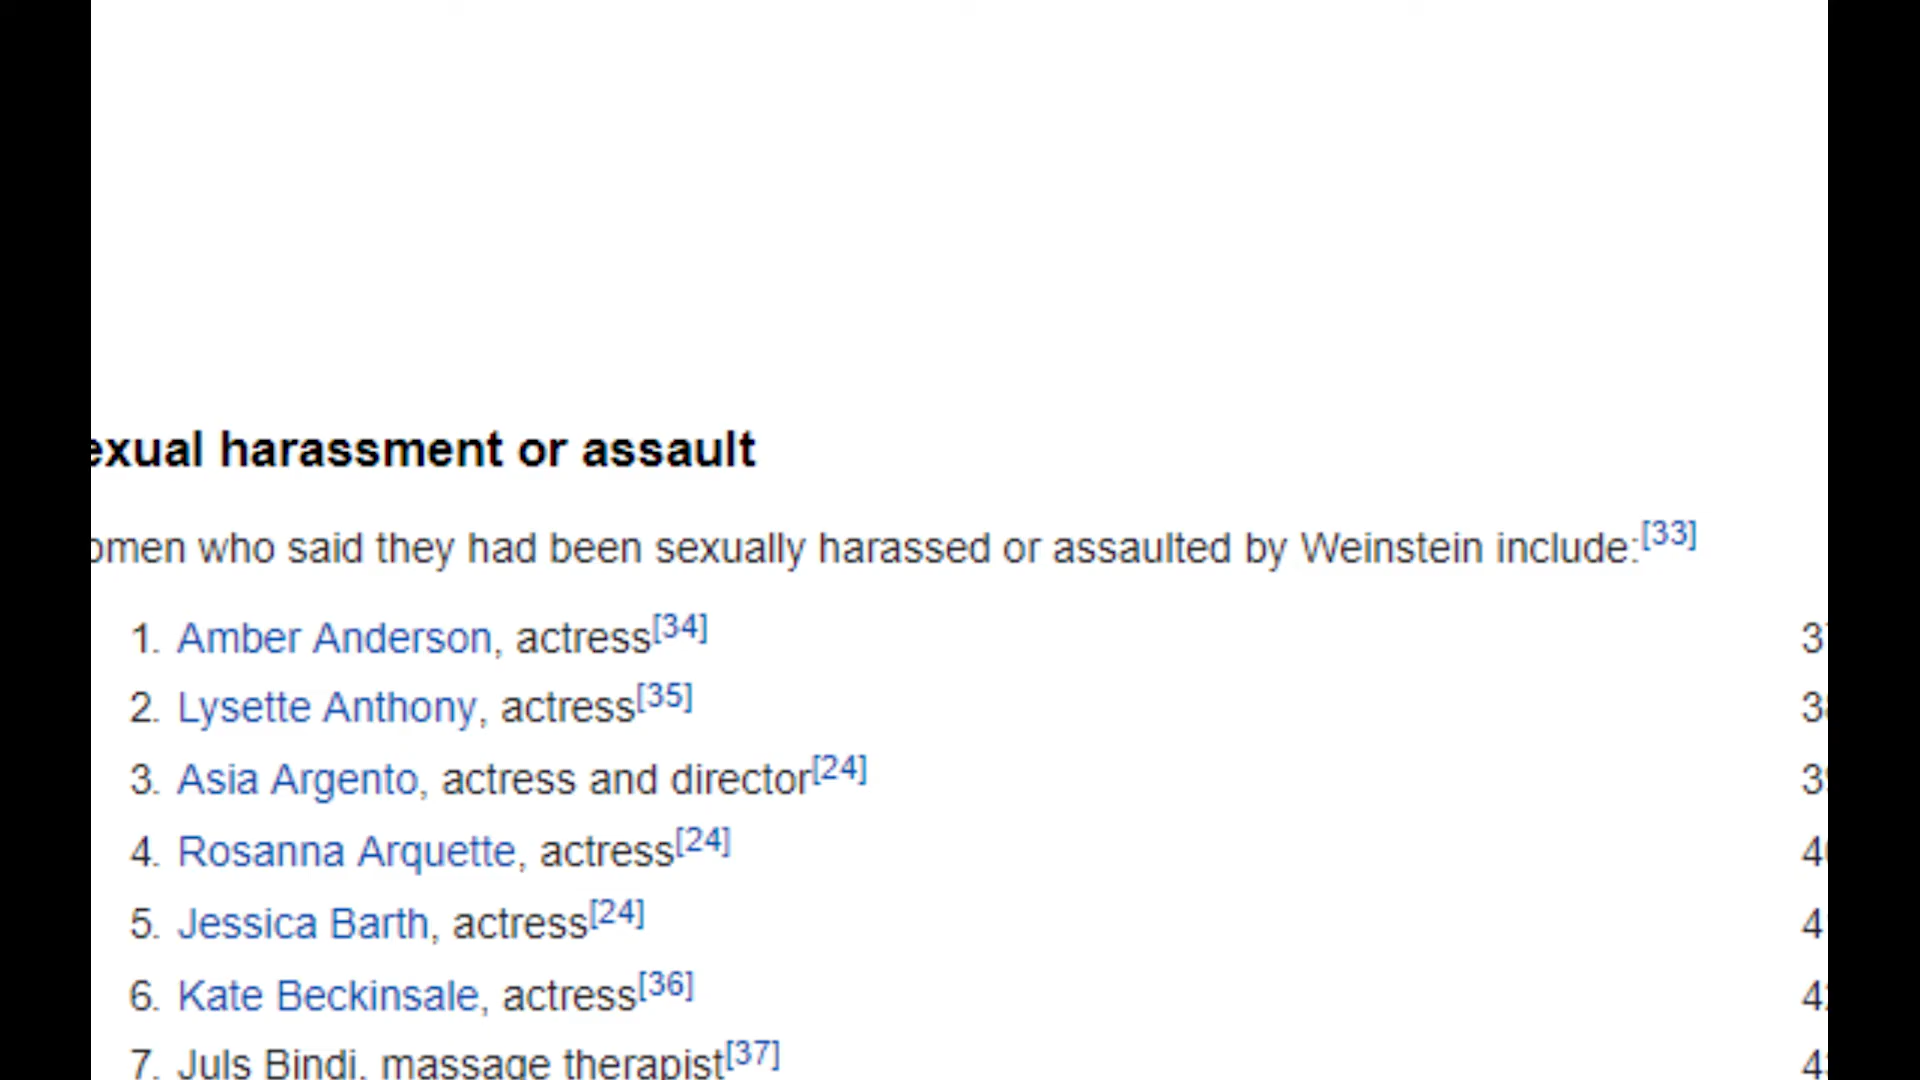 exual harassment or assault
omen who said they had been sexually harassed or assaulted by Weinstein include:[33]
1. Amber Anderson, actress[34]
2. Lysette Anthony, actress[35]
3. Asia Argento, actress and director[24]
4. Rosanna Arquette, actress[24]
5. Jessica Barth, actress[24]
6. Kate Beckinsale, actress[36]
7. Juls Bindi, massage therapist[37]